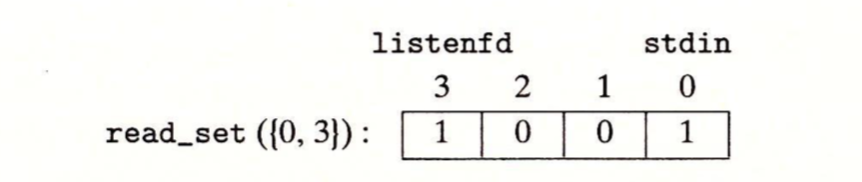 listenfd stdin
3 2 1 0
read_set ({0, 3}): 1 0 0 1